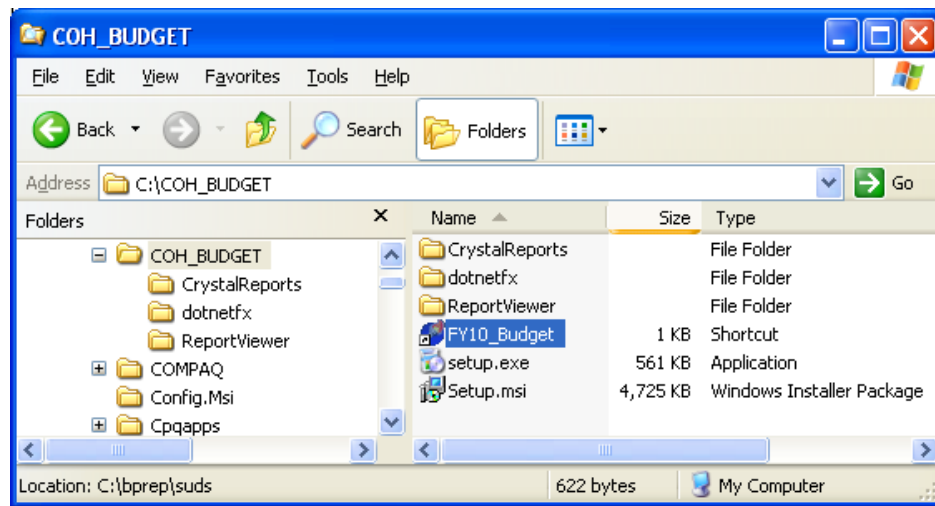 COH_BUDGET
File Edit View Favorites Tools Help
Back Search Folders
Address C:\COH_BUDGET Go
Folders x Name Size Type
COH_BUDGET CrystalReports File Folder
CrystalReports dotnetfx File Folder
dotnetfx ReportViewer File Folder
ReportViewer FY10_Budget 1 KB Shortcut
COMPAQ setup.exe 561 KB Application
Config.Msi Setup.msi 4,725 KB Windows Installer Package
Cpqapps
Location: C:\bprep\suds 622 bytes My Computer